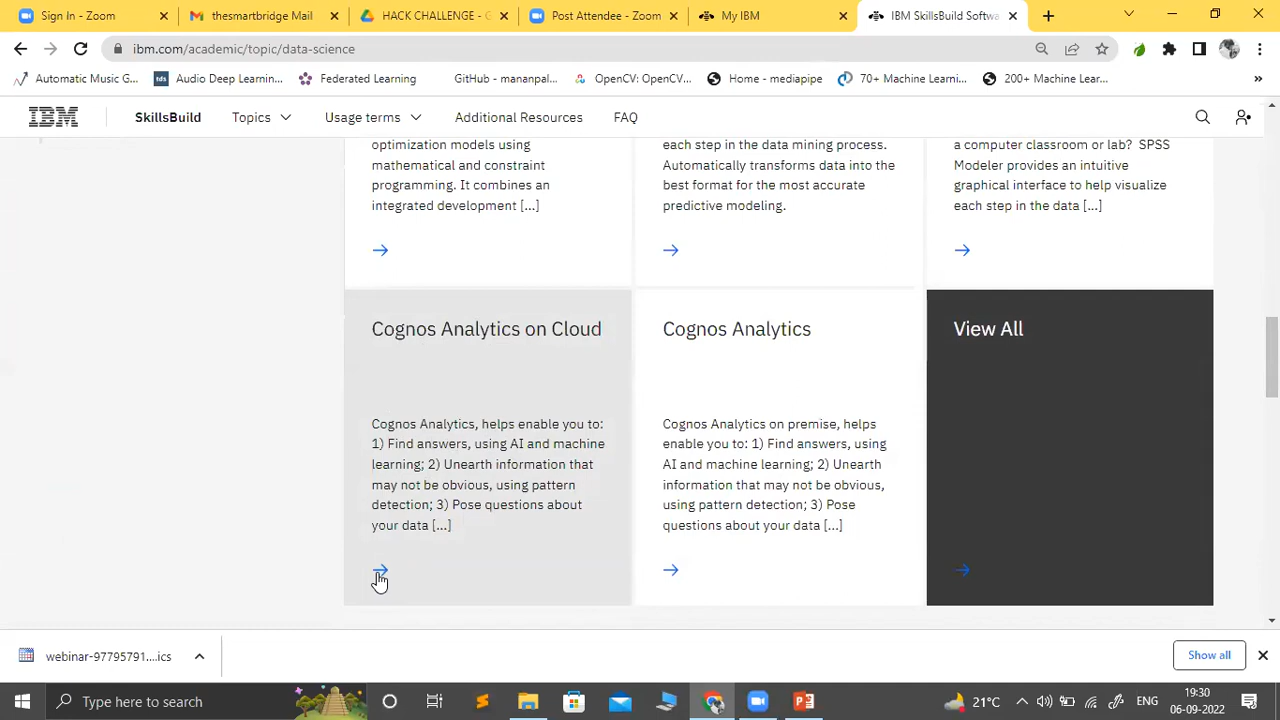 Sign In - Zoom
thesmartbridge Mail
HACK CHALLENGE - G
Post Attendee - Zoom
My IBM
IBM SkillsBuild Softwa
ibm.com/academic/topic/data-science
Automatic Music G...
tds Audio Deep Learnin...
Federated Learning
GitHub - mananpal...
OpenCV: OpenCV...
Home - mediapipe
70+ Machine Learni...
200+ Machine Lear...
IBM
SkillsBuild
Topics
Usage terms
Additional Resources
FAQ
optimization models using
mathematical and constraint
programming. It combines an
integrated development [...]
each step in the data mining process.
Automatically transforms data into the
best format for the most accurate
predictive modeling.
a computer classroom or lab? SPSS
Modeler provides an intuitive
graphical interface to help visualize
each step in the data [...]
Cognos Analytics on Cloud
Cognos Analytics, helps enable you to:
1) Find answers, using AI and machine
learning; 2) Unearth information that
may not be obvious, using pattern
detection; 3) Pose questions about
your data [...]
Cognos Analytics
Cognos Analytics on premise, helps
enable you to: 1) Find answers, using
AI and machine learning; 2) Unearth
information that may not be obvious,
using pattern detection; 3) Pose
questions about your data [...]
View All
webinar-97795791....ics
Show all
Type here to search
21°C
ENG
19:30
06-09-2022